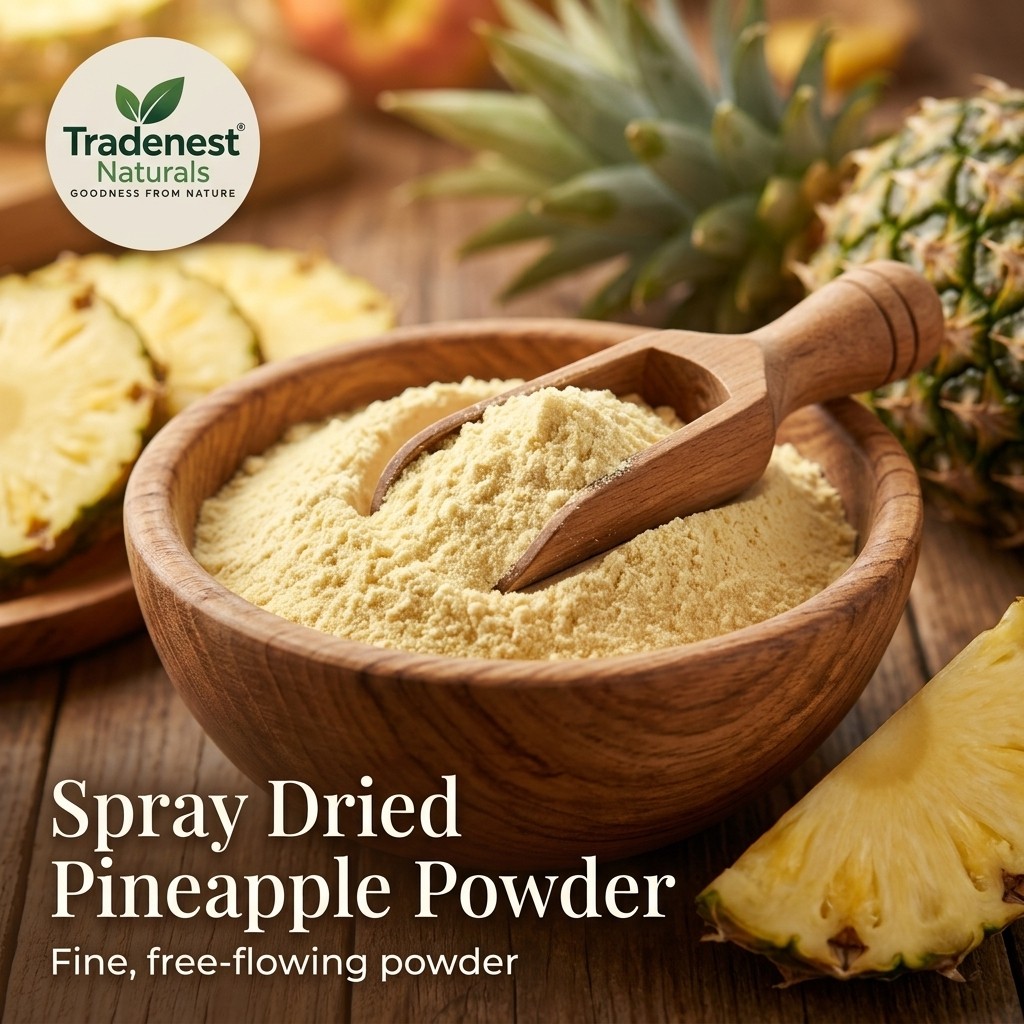 Tradenest®
Naturals
GOODNESS FROM NATURE
Spray Dried
Pineapple Powder
Fine, free-flowing powder